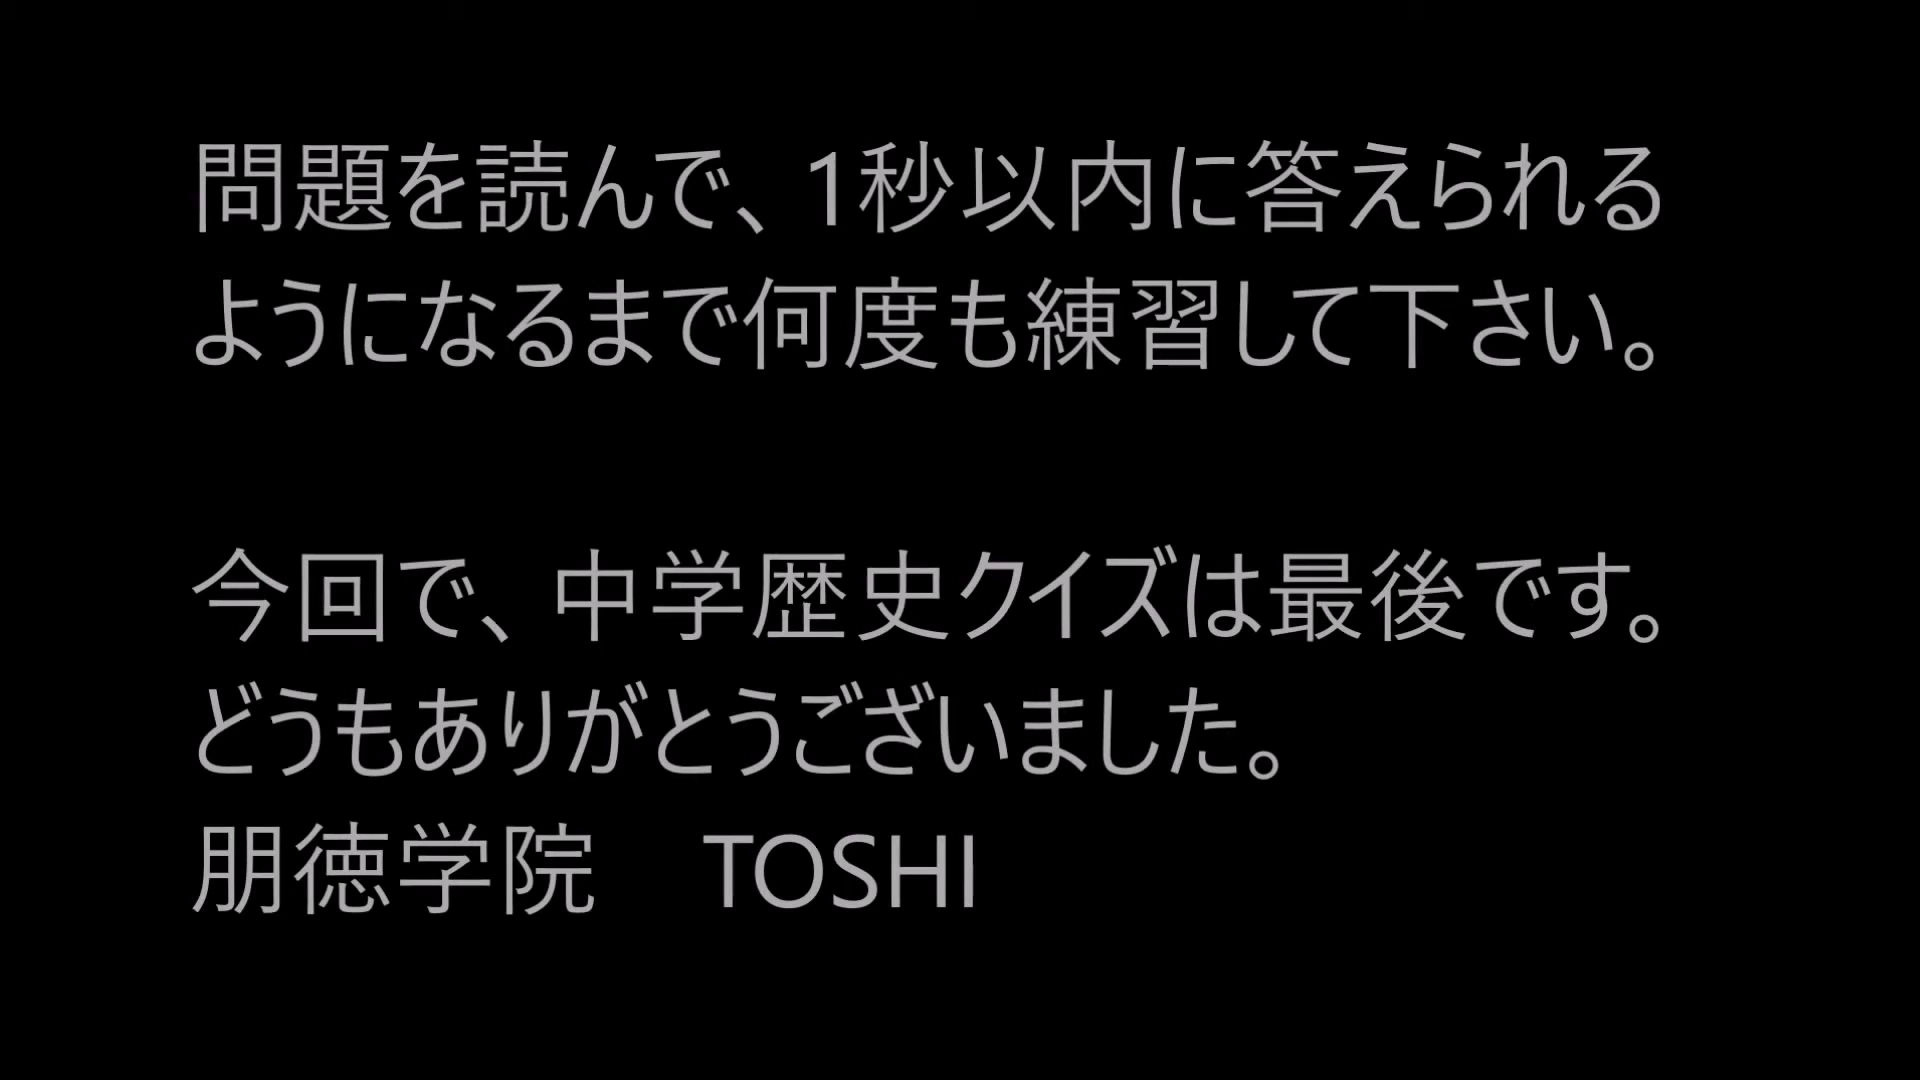 問題を読んで、1秒以内に答えられる
ようになるまで何度も練習して下さい。
今回で、中学歴史クイズは最後です。
どうもありがとうございました。
朋徳学院　TOSHI